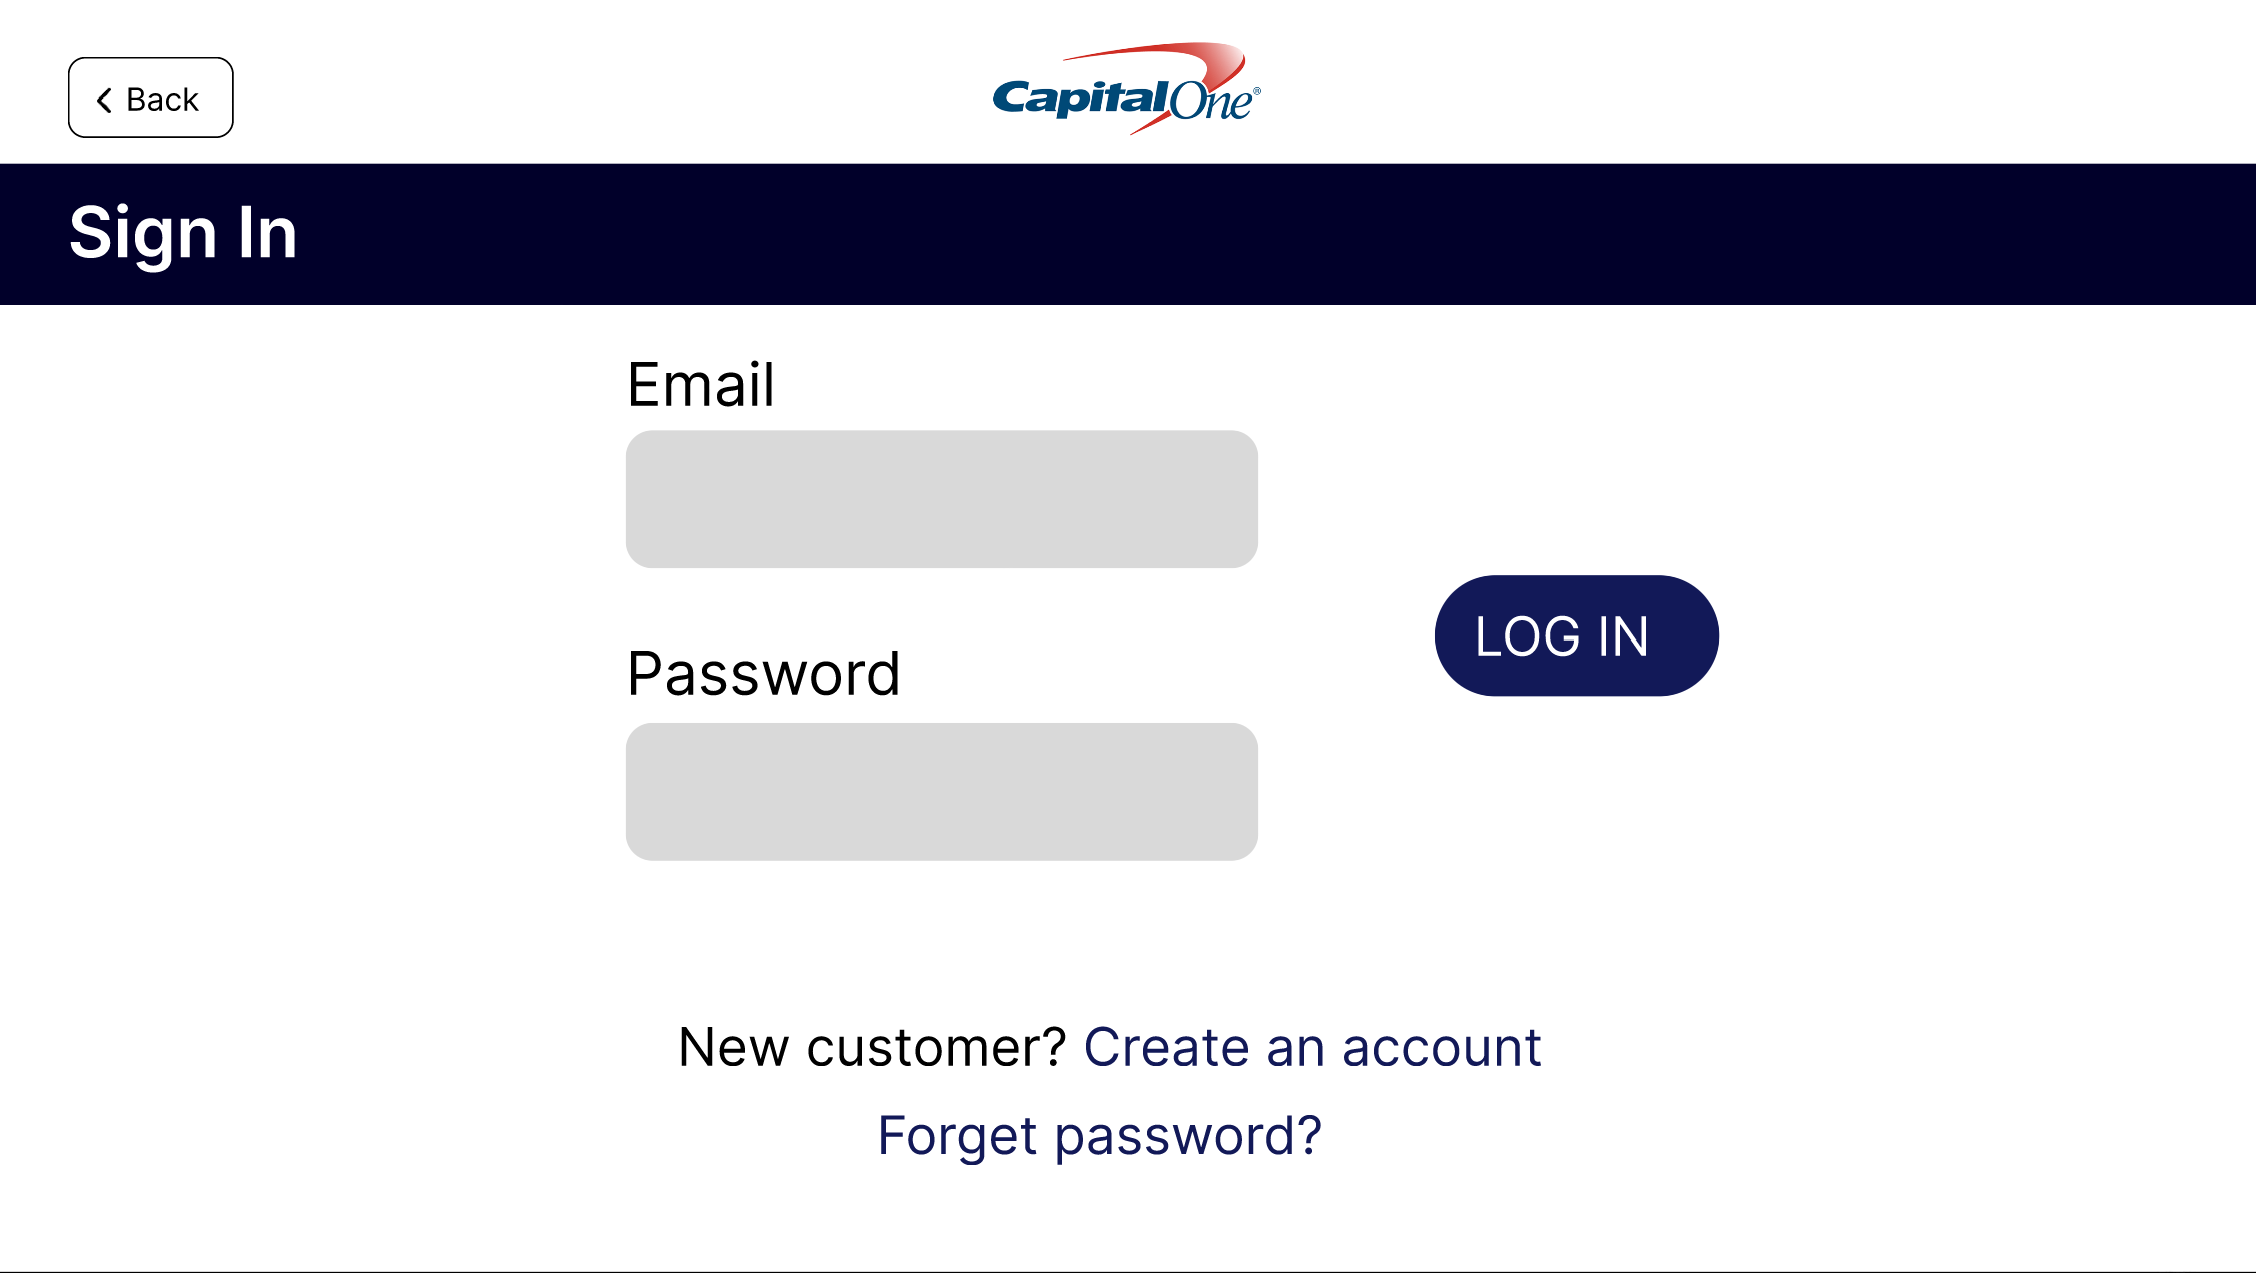 Back
CapitalOne®
Sign In
Email
LOG IN
Password
New customer? Create an account
Forget password?